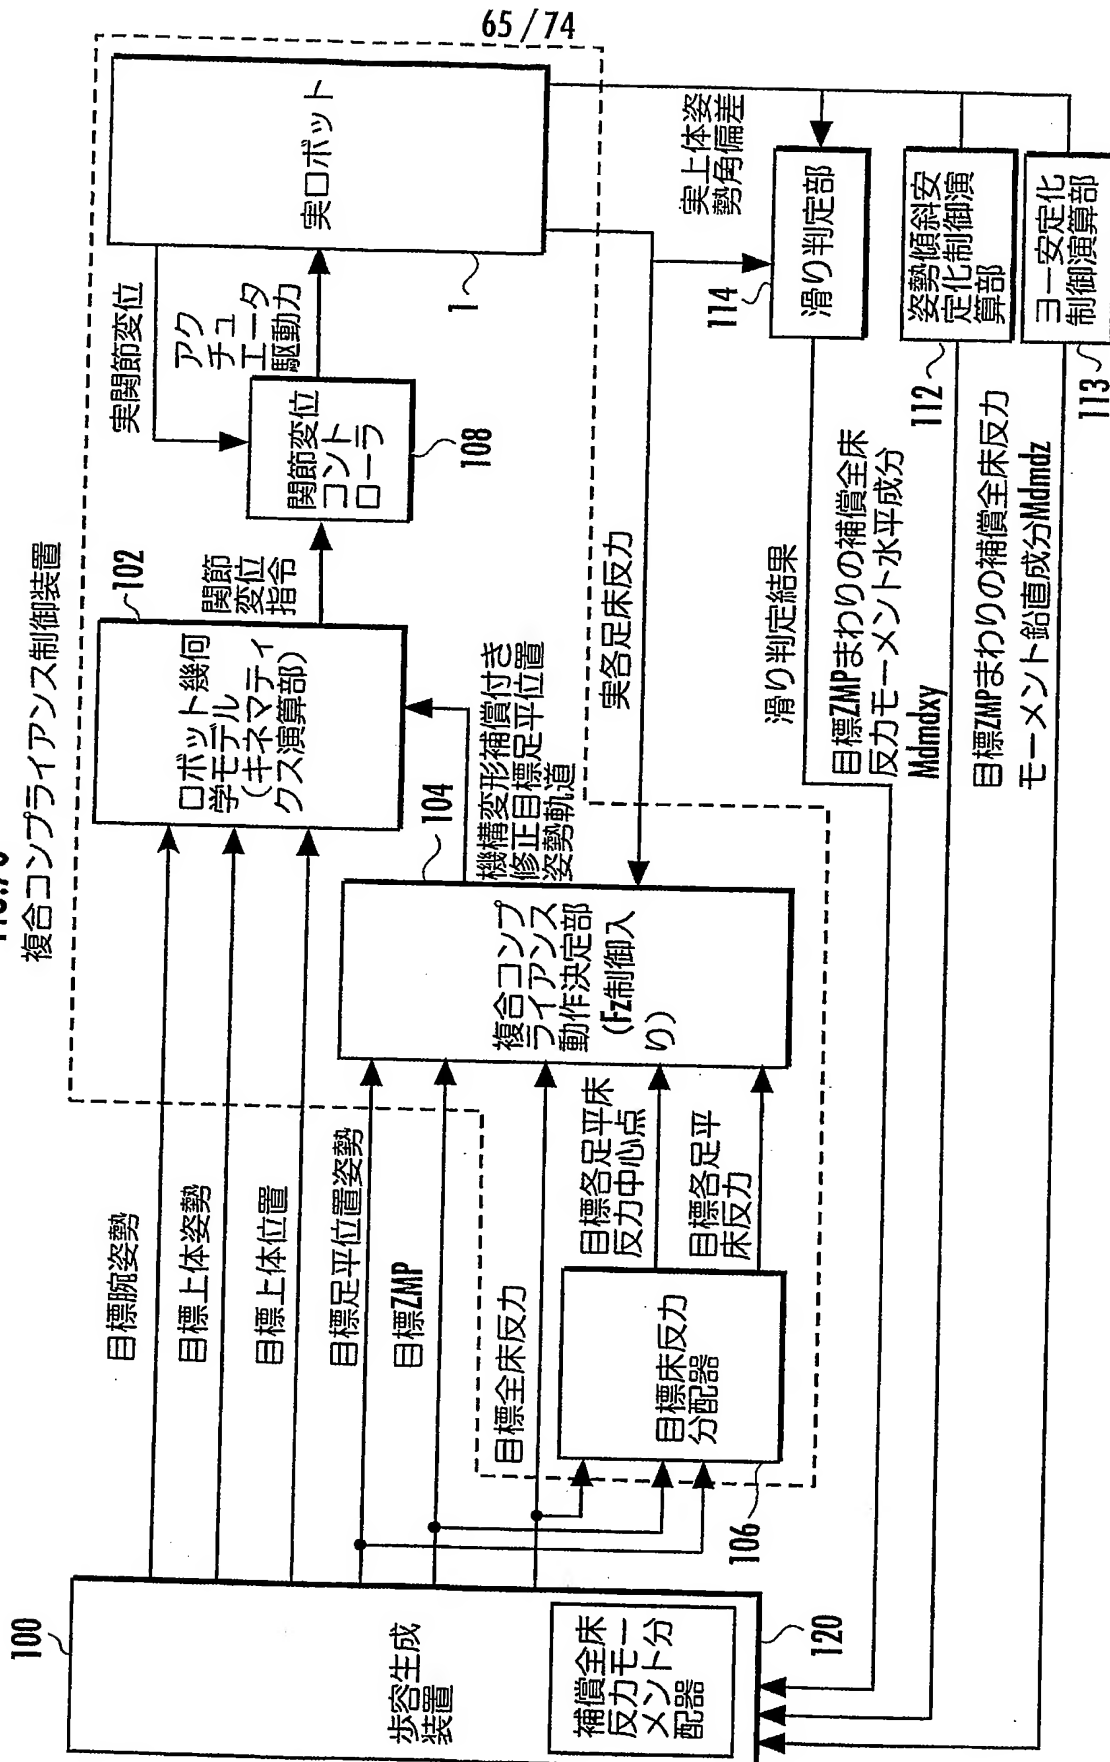 65/74
複合コンプライアンス制御装置
100
歩容生成
装置
補償全床
反力モー
メント分
配器
120
目標腕姿勢
目標上体姿勢
目標上体位置
目標足平位置姿勢
目標ZMP
目標全床反力
106
目標床反力
分配器
目標各足平床
反力中心点
目標各足平
床反力
104
複合コンプ
ライアンス
動作決定部
(Fz制御入
り)
機構変形補償付き
修正目標足平位置
姿勢軌道
102
ロボット幾何
学モデル
(キネマティ
クス演算部)
関節
変位
指令
関節変位
コント
ローラ
108
実関節変位
アク
チュ
エータ
駆動力
実ロボット
1
実各足床反力
実上体姿
勢角偏差
114
滑り判定部
滑り判定結果
姿勢傾斜安
定化制御演
算部
112
目標ZMPまわりの補償全床
反力モーメント水平成分
Mdmdxy
ヨー安定化
制御演算部
113
目標ZMPまわりの補償全床反力
モーメント鉛直成分Mdmdz